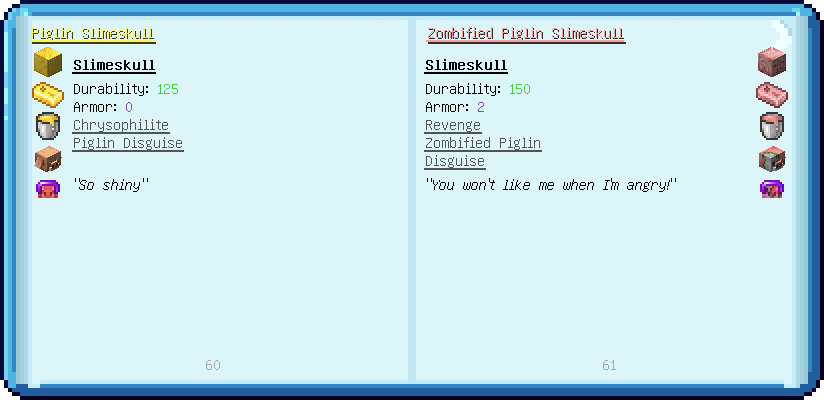 Piglin Slimeskull
Slimeskull
Durability: 125
Armor: 0
Chrysophilite
Piglin Disguise
"So shiny"
60
Zombified Piglin Slimeskull
Slimeskull
Durability: 150
Armor: 2
Revenge
Zombified Piglin
Disguise
"You won't like me when I'm angry!"
61